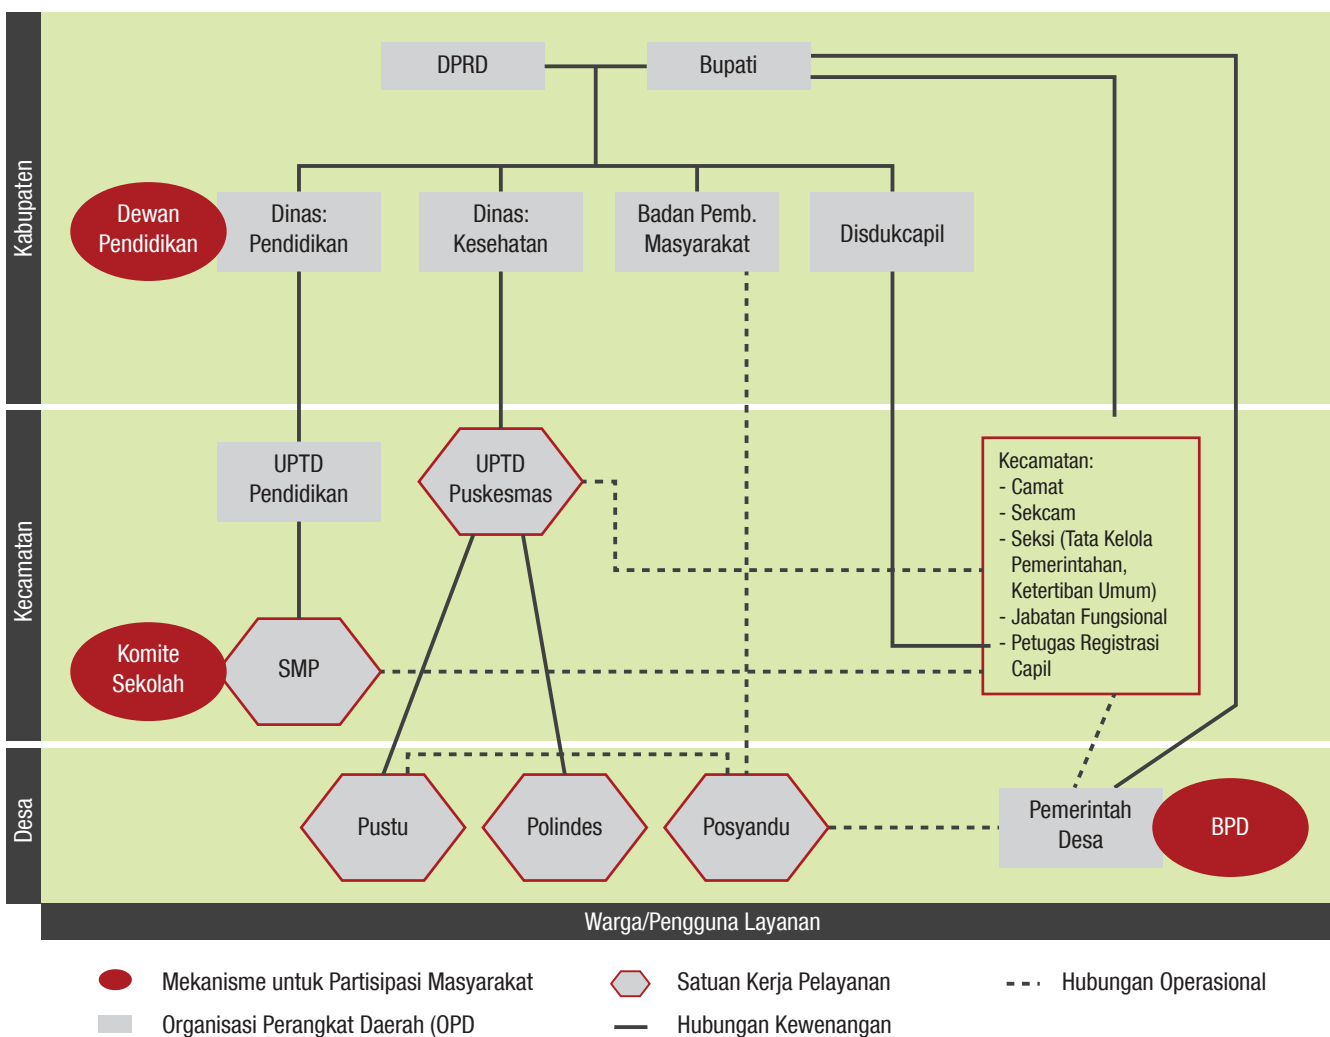 Kabupaten
DPRD
Bupati
Dewan
Pendidikan
Dinas:
Pendidikan
Dinas:
Kesehatan
Badan Pemb.
Masyarakat
Disdukcapil
Kecamatan
UPTD
Pendidikan
UPTD
Puskesmas
Kecamatan:
- Camat
- Sekcam
- Seksi (Tata Kelola
Pemerintahan,
Ketertiban Umum)
- Jabatan Fungsional
- Petugas Registrasi
Capil
Komite
Sekolah
SMP
Desa
Pustu
Polindes
Posyandu
Pemerintah
Desa
BPD
Warga/Pengguna Layanan
Mekanisme untuk Partisipasi Masyarakat
Satuan Kerja Pelayanan
Hubungan Operasional
Organisasi Perangkat Daerah (OPD
Hubungan Kewenangan